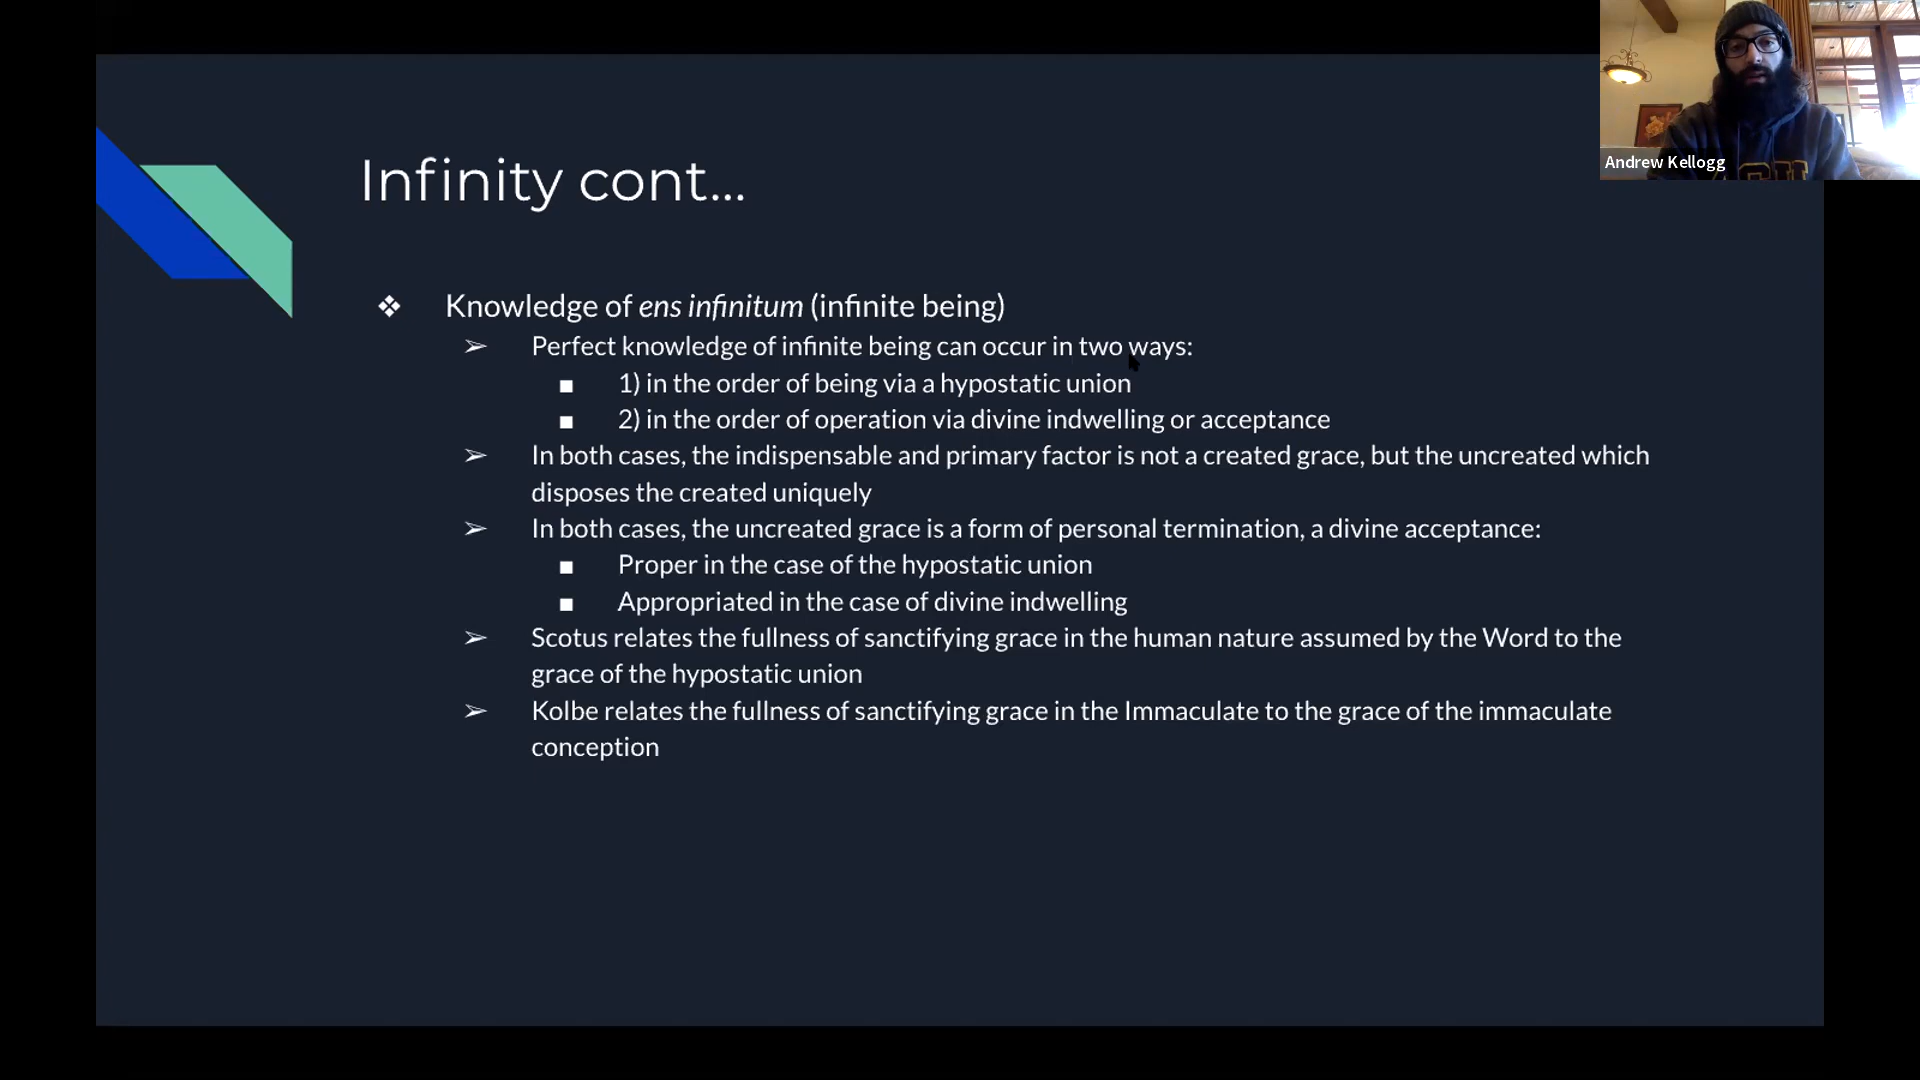 Andrew Kellogg
Infinity cont...
❖ Knowledge of ens infinitum (infinite being)
➢ Perfect knowledge of infinite being can occur in two ways:
■ 1) in the order of being via a hypostatic union
■ 2) in the order of operation via divine indwelling or acceptance
➢ In both cases, the indispensable and primary factor is not a created grace, but the uncreated which
disposes the created uniquely
➢ In both cases, the uncreated grace is a form of personal termination, a divine acceptance:
■ Proper in the case of the hypostatic union
■ Appropriated in the case of divine indwelling
➢ Scotus relates the fullness of sanctifying grace in the human nature assumed by the Word to the
grace of the hypostatic union
➢ Kolbe relates the fullness of sanctifying grace in the Immaculate to the grace of the immaculate
conception